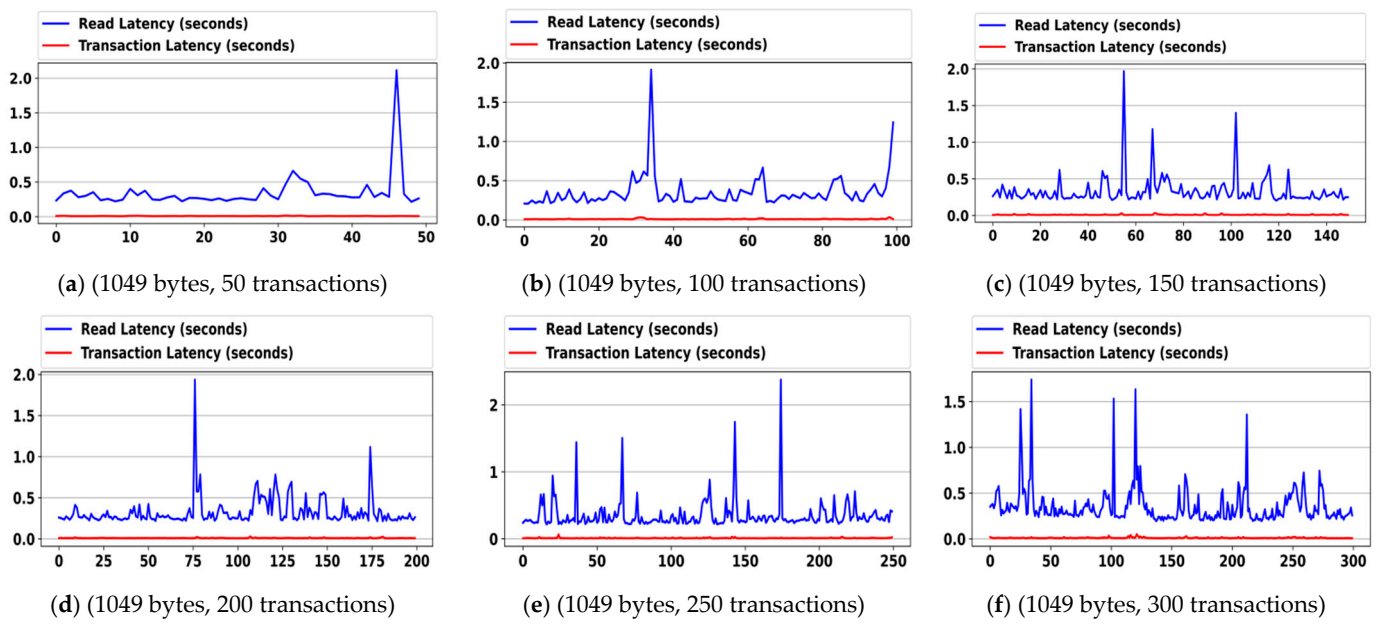 Read Latency (seconds)
Transaction Latency (seconds)
2.0
1.5
1.0
0.5
0.0
0 10 20 30 40 50
(a) (1049 bytes, 50 transactions)
Read Latency (seconds)
Transaction Latency (seconds)
2.0
1.5
1.0
0.5
0.0
0 20 40 60 80 100
(b) (1049 bytes, 100 transactions)
Read Latency (seconds)
Transaction Latency (seconds)
2.0
1.5
1.0
0.5
0.0
0 20 40 60 80 100 120 140
(c) (1049 bytes, 150 transactions)
Read Latency (seconds)
Transaction Latency (seconds)
2.0
1.5
1.0
0.5
0.0
0 25 50 75 100 125 150 175 200
(d) (1049 bytes, 200 transactions)
Read Latency (seconds)
Transaction Latency (seconds)
2
1
0
0 50 100 150 200 250
(e) (1049 bytes, 250 transactions)
Read Latency (seconds)
Transaction Latency (seconds)
1.5
1.0
0.5
0.0
0 50 100 150 200 250 300
(f) (1049 bytes, 300 transactions)